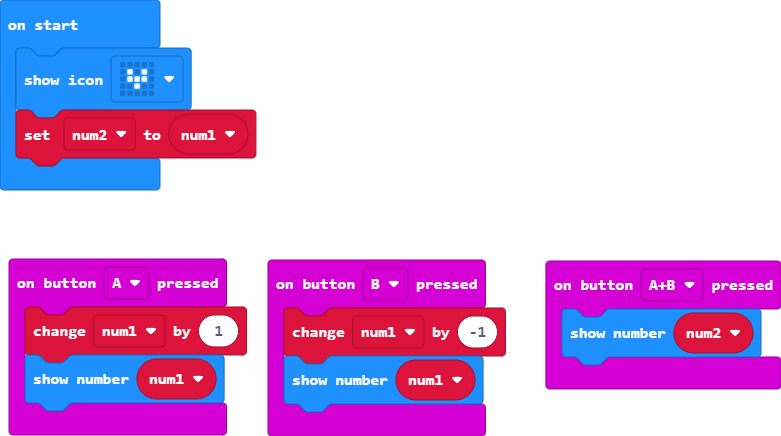 on start
show icon
set num2 to num1
on button A pressed
change num1 by 1
show number num1
on button B pressed
change num1 by -1
show number num1
on button A+B pressed
show number num2